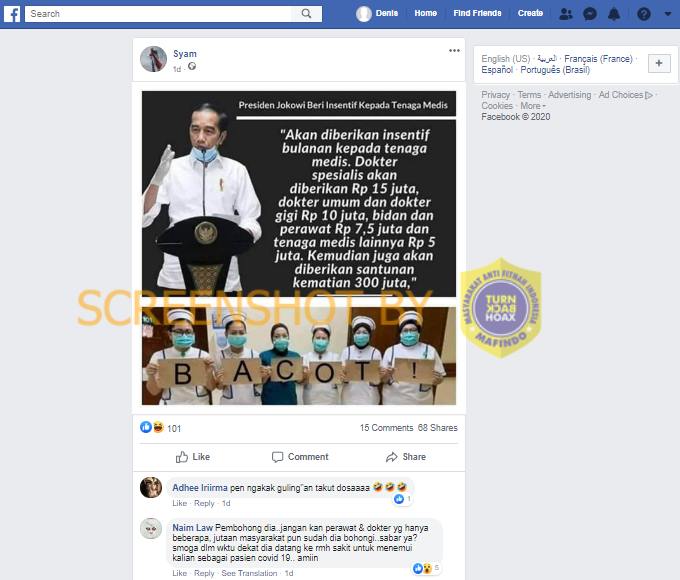 Search
Denis Home Find Friends Create
Syam
1d ·
Presiden Jokowi Beri Insentif Kepada Tenaga Medis
"Akan diberikan insentif
bulanan kepada tenaga
medis. Dokter
spesialis akan
diberikan Rp 15 juta,
dokter umum dan dokter
gigi Rp 10 juta, bidan dan
perawat Rp 7,5 juta dan
tenaga medis lainnya Rp 5
juta. Kemudian juga akan
diberikan santunan
kematian 300 juta,"
SCREENSHOT BY
MASYARAKAT ANTI FITNAH INDONESIA
TURN
BACK
HOAX
MAFINDO
B A C O T !
101
15 Comments 68 Shares
Like Comment Share
Adhee Iriirma pen ngakak guling"an takut dosaaaa 🤣🤣🤣
1
Like · Reply · 1d
Naim Law Pembohong dia..jangan kan perawat & dokter yg hanya
beberapa, jutaan masyarakat pun sudah dia bohongi..sabar ya?
smoga dlm wktu dekat dia datang ke rmh sakit untuk menemui
kalian sebagai pasien covid 19.. amiin
5
Like · Reply · See Translation · 1d
English (US) · العربية · Français (France) ·
Español · Português (Brasil)
Privacy · Terms · Advertising · Ad Choices ·
Cookies · More
Facebook © 2020